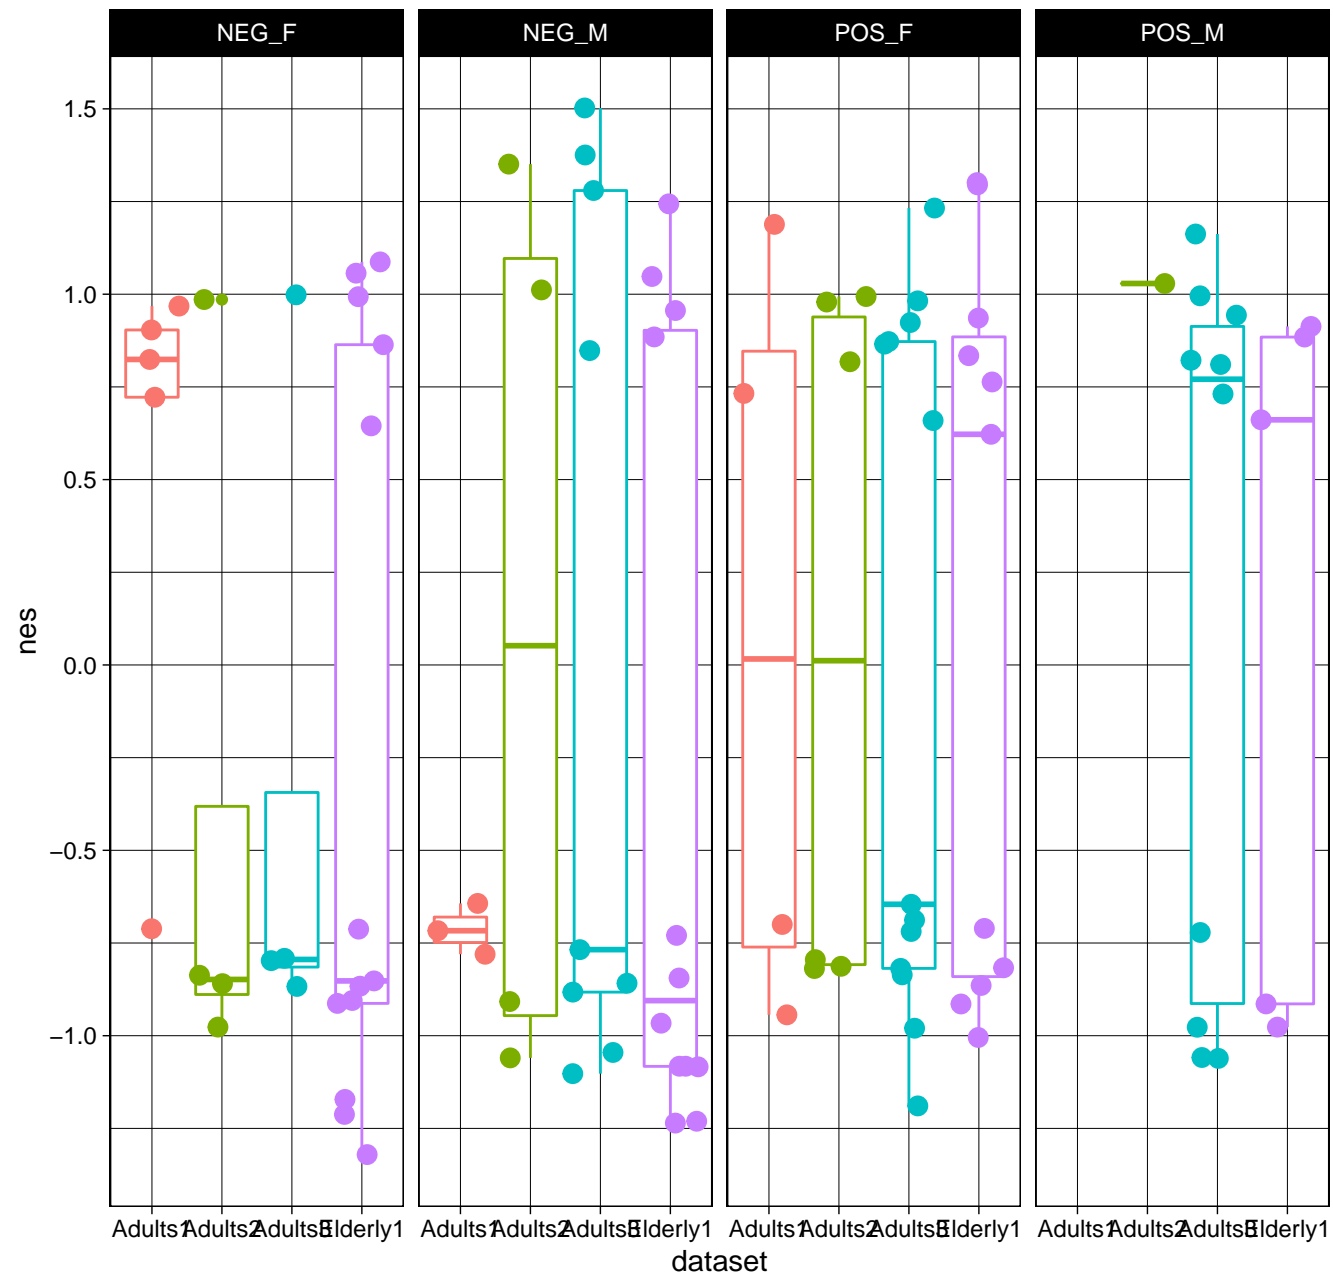 NEG_F NEG_M POS_F POS_M
1.5
1.0
0.5
0.0
−0.5
−1.0
nes
Adults1 Adults2 Adults3 Elderly1 Adults1 Adults2 Adults3 Elderly1 Adults1 Adults2 Adults3 Elderly1 Adults1 Adults2 Adults3 Elderly1
dataset